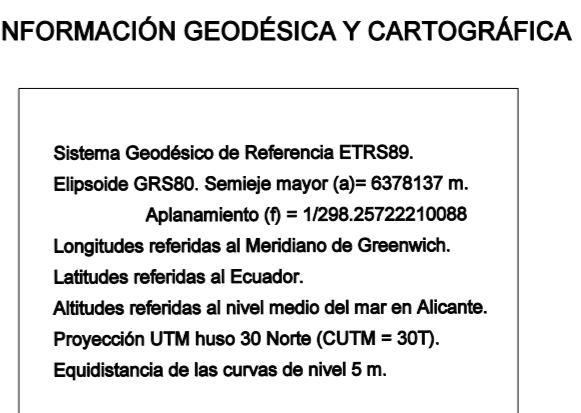 NFORMACIÓN GEODÉSICA Y CARTOGRÁFICA
Sistema Geodésico de Referencia ETRS89.
Elipsoide GRS80. Semieje mayor (a)= 6378137 m.
Aplanamiento (f) = 1/298.25722210088
Longitudes referidas al Meridiano de Greenwich.
Latitudes referidas al Ecuador.
Altitudes referidas al nivel medio del mar en Alicante.
Proyección UTM huso 30 Norte (CUTM = 30T).
Equidistancia de las curvas de nivel 5 m.